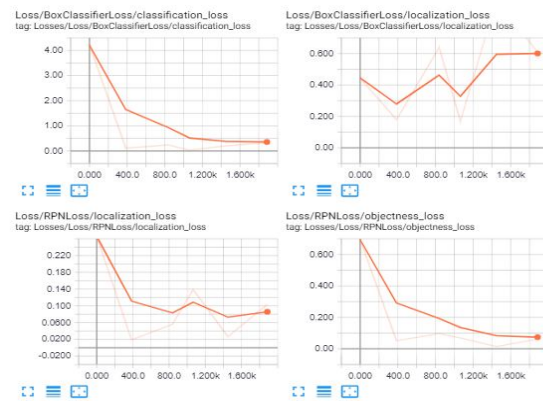 Loss/BoxClassifierLoss/classification_loss
tag: Losses/Loss/BoxClassifierLoss/classification_loss
4.00
3.00
2.00
1.00
0.00
0.000 400.0 800.0 1.200k 1.600k
Loss/BoxClassifierLoss/localization_loss
tag: Losses/Loss/BoxClassifierLoss/localization_loss
0.600
0.400
0.200
0.00
0.000 400.0 800.0 1.200k 1.600k
Loss/RPNLoss/localization_loss
tag: Losses/Loss/RPNLoss/localization_loss
0.220
0.180
0.140
0.100
0.0600
0.0200
-0.0200
0.000 400.0 800.0 1.200k 1.600k
Loss/RPNLoss/objectness_loss
tag: Losses/Loss/RPNLoss/objectness_loss
0.600
0.400
0.200
0.00
0.000 400.0 800.0 1.200k 1.600k